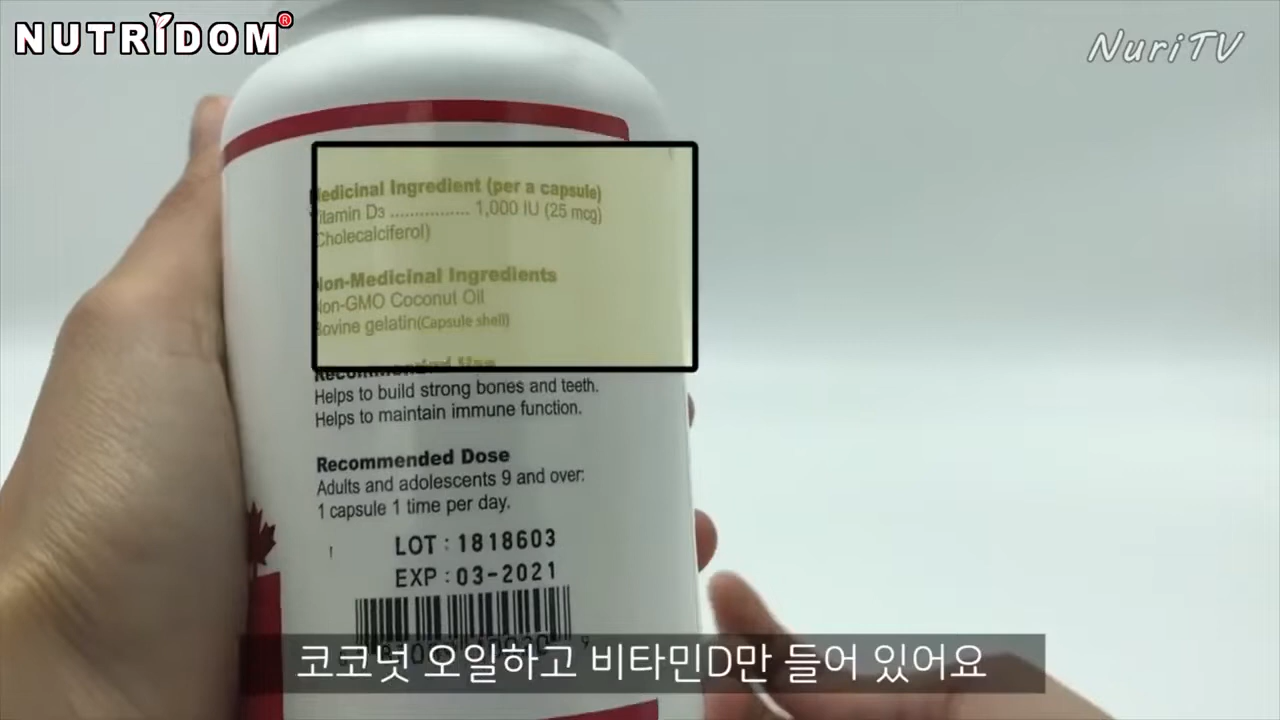 NUTRIDOM®
NuriTV
Medicinal Ingredient (per a capsule)
Vitamin D3 ................ 1,000 IU (25 mcg)
(Cholecalciferol)
Non-Medicinal Ingredients
Non-GMO Coconut Oil
Bovine gelatin(Capsule shell)
Recommended Use
Helps to build strong bones and teeth.
Helps to maintain immune function.
Recommended Dose
Adults and adolescents 9 and over:
1 capsule 1 time per day.
LOT : 1818603
EXP : 03-2021
코코넛 오일하고 비타민D만 들어 있어요